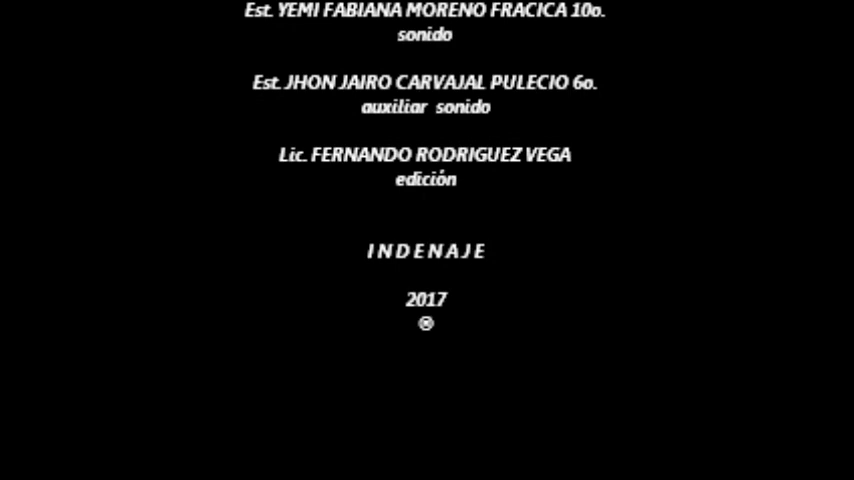 Est. YEMI FABIANA MORENO FRACICA 10o.
sonido
Est. JHON JAIRO CARVAJAL PULECIO 6o.
auxiliar sonido
Lic. FERNANDO RODRIGUEZ VEGA
edición
I N D E N A J E
2017
®